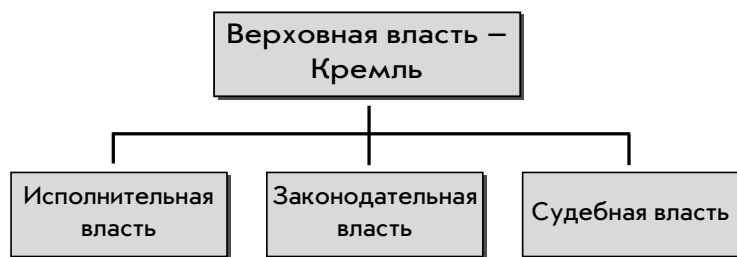 Верховная власть –
Кремль
Исполнительная
власть
Законодательная
власть
Судебная власть